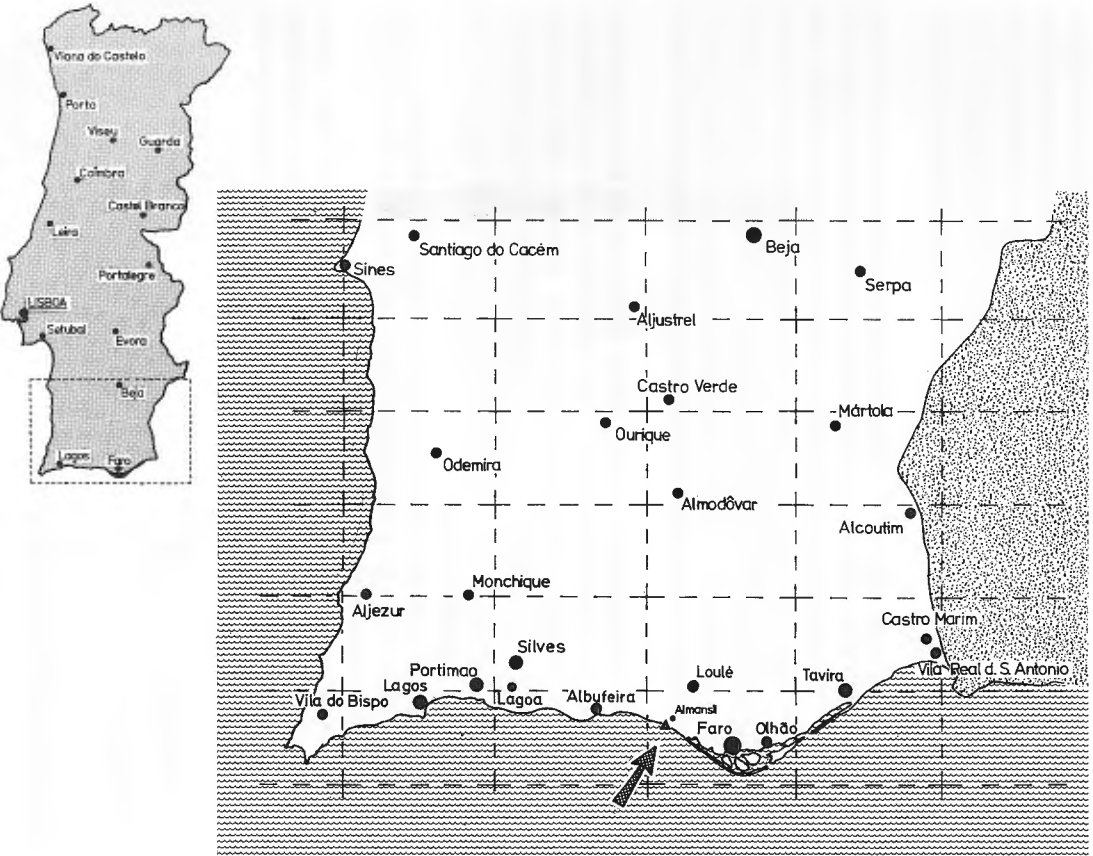 Viana do Castelo
Porto
Viseu
Guarda
Coimbra
Castel Branco
Leira
Portalegre
LISBOA
Setubal
Evora
Beja
Lagos
Faro
Santiago do Cacém
Beja
Sines
Serpa
Aljustrel
Castro Verde
Mártola
Ourique
Odemira
Almodôvar
Alcoutim
Monchique
Aljezur
Castro Marim
Silves
Vila Real d. S. Antonio
Portimao
Loulé
Tavira
Lagos
Lagoa
Albufeira
Vila do Bispo
Almansil
Faro
Olhão